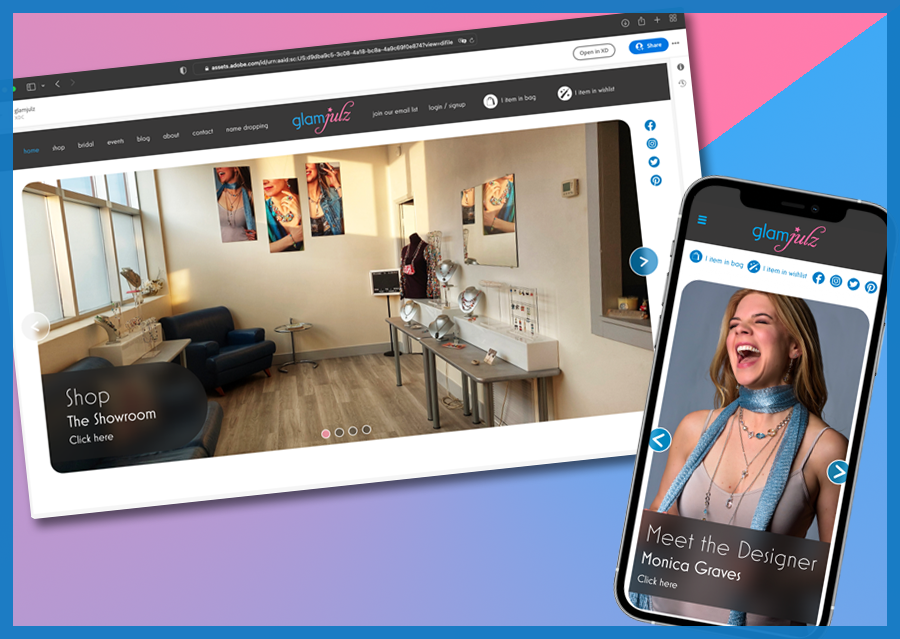 assets.adobe.com/id/urn:aaid:sc:US:d9dba9c5-3c08-4a18-bc8a-4a9c69f0e874?view=difile
glamjulz
Open in XD
Share
home shop bridal events blog about contact name dropping glamjulz join our email list login / signup 1 item in bag 1 item in wishlist
Shop
The Showroom
Click here
glamjulz
1 item in bag 1 item in wishlist
Meet the Designer
Monica Graves
Click here